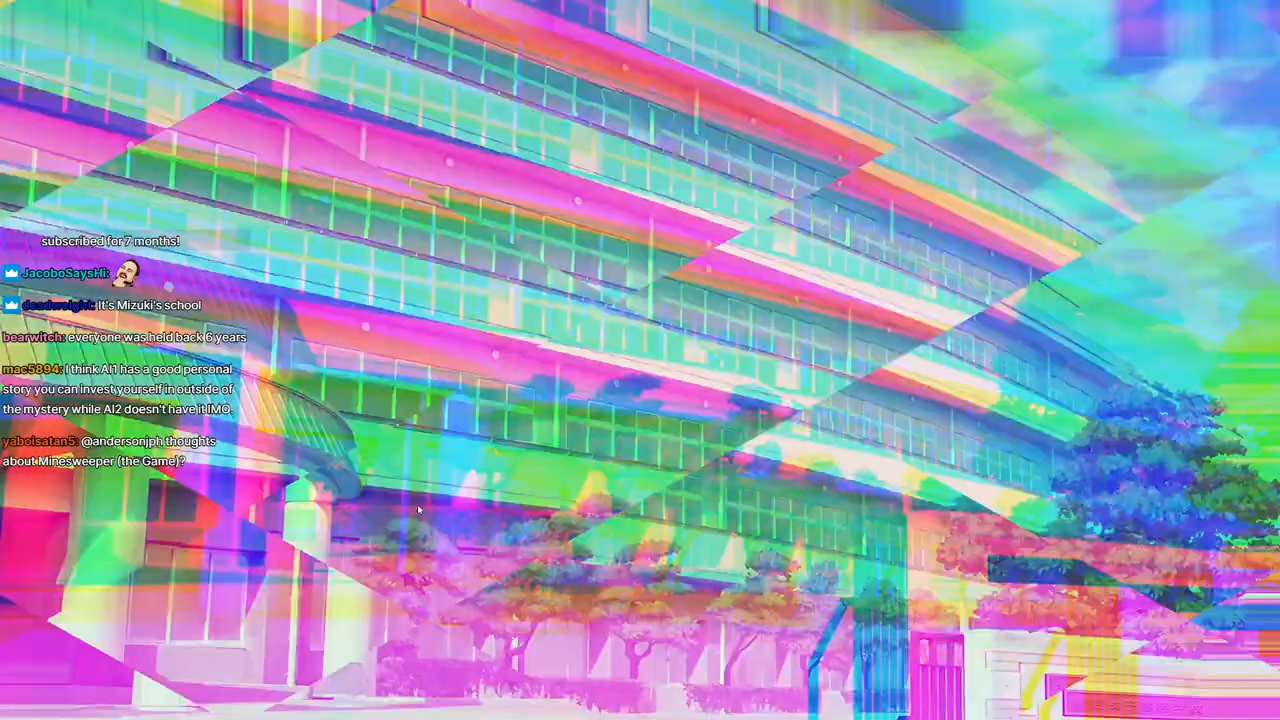 subscribed for 7 months!
JacoboSaysHi:
deadweight: It's Mizuki's school
bearwitch: everyone was held back 6 years
mac5894: I think AI1 has a good personal
story you can invest yourself in outside of
the mystery while AI2 doesn't have it IMO.
yaboisatan5: @andersonjph thoughts
about Minesweeper (the Game)?